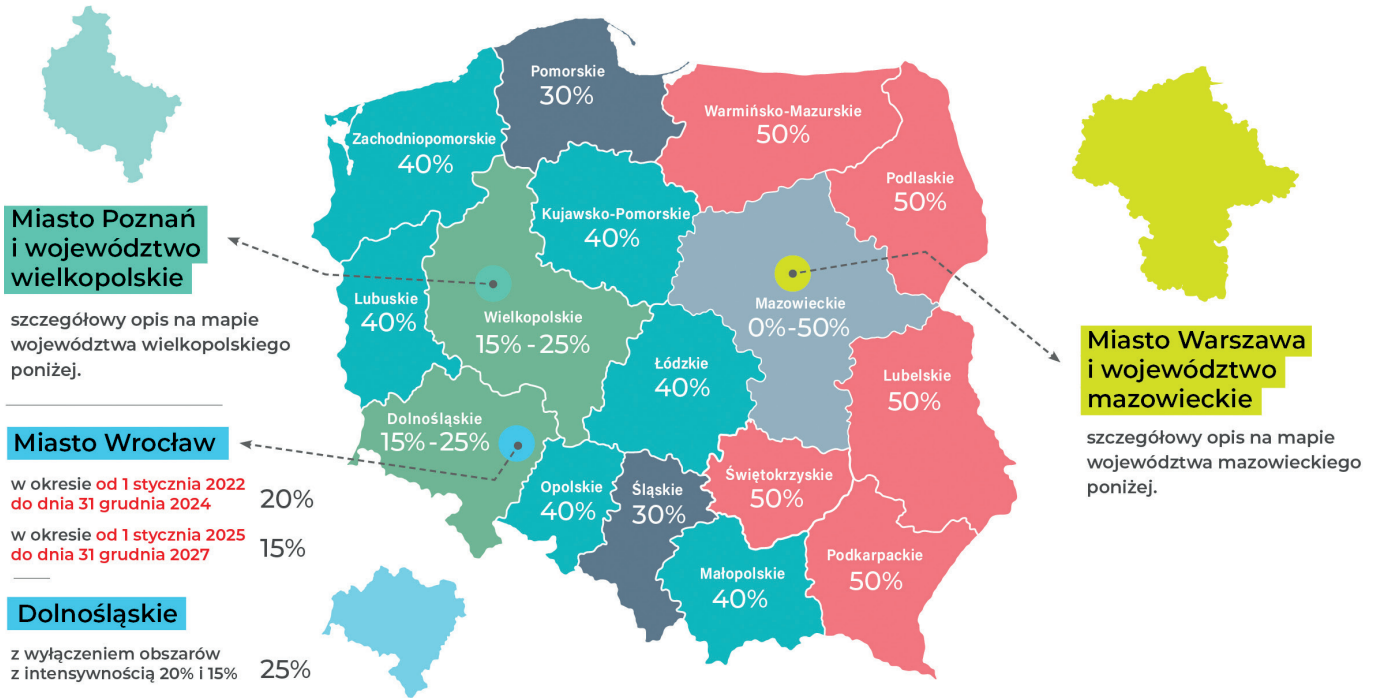 Miasto Poznań
i województwo
wielkopolskie
szczegółowy opis na mapie
województwa wielkopolskiego
poniżej.
Miasto Wrocław
w okresie od 1 stycznia 2022
do dnia 31 grudnia 2024
20%
w okresie od 1 stycznia 2025
do dnia 31 grudnia 2027
15%
Dolnośląskie
z wyłączeniem obszarów
z intensywnością 20% i 15%
25%
Pomorskie
30%
Zachodniopomorskie
40%
Warmińsko-Mazurskie
50%
Podlaskie
50%
Kujawsko-Pomorskie
40%
Lubuskie
40%
Wielkopolskie
15% - 25%
Mazowieckie
0%-50%
Łódzkie
40%
Lubelskie
50%
Dolnośląskie
15% -25%
Opolskie
40%
Śląskie
30%
Świętokrzyskie
50%
Małopolskie
40%
Podkarpackie
50%
Miasto Warszawa
i województwo
mazowieckie
szczegółowy opis na mapie
województwa mazowieckiego
poniżej.